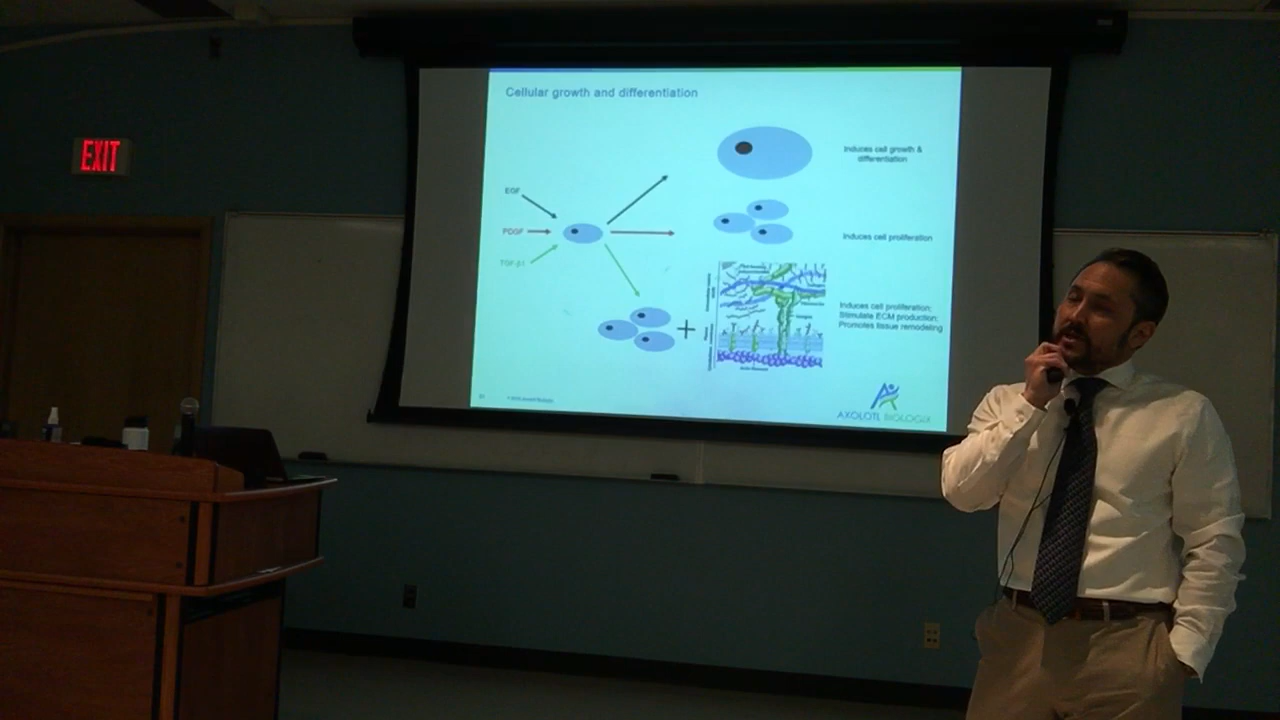 Cellular growth and differentiation
EXIT
Induces cell growth &
differentiation
EGF
PDGF
TGF-β1
Induces cell proliferation
Induces cell proliferation;
Stimulate ECM production;
Promotes tissue remodeling
+
AXOLOTL BIOLOGIX